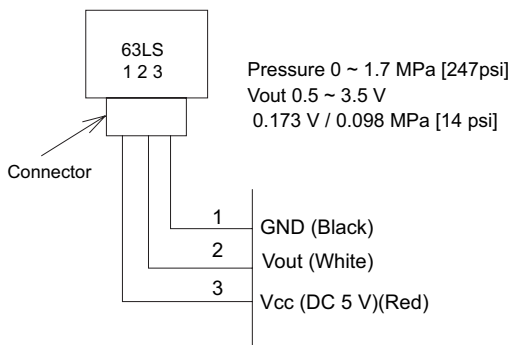 63LS
1 2 3
Pressure 0 ~ 1.7 MPa [247psi]
Vout 0.5 ~ 3.5 V
0.173 V / 0.098 MPa [14 psi]
Connector
1
GND (Black)
2
Vout (White)
3
Vcc (DC 5 V)(Red)